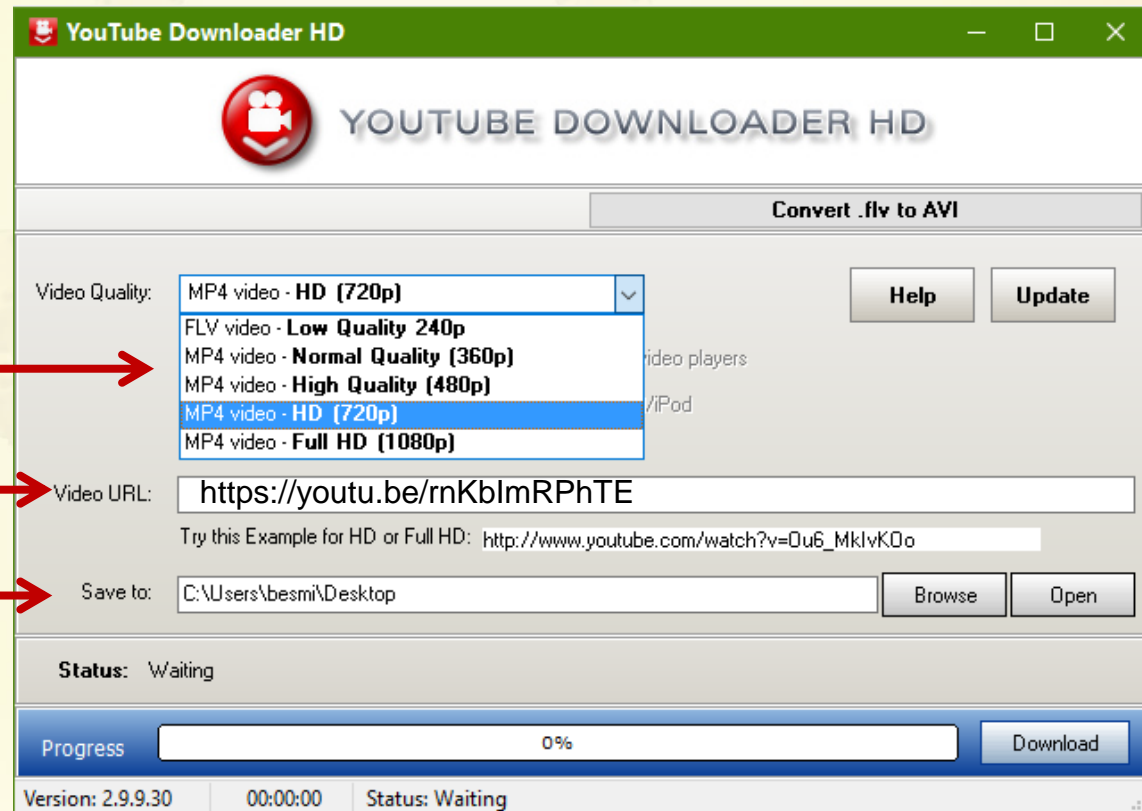 YouTube Downloader HD
YOUTUBE DOWNLOADER HD
Convert .flv to AVI
Video Quality: MP4 video - HD (720p) Help Update
FLV video - Low Quality 240p
MP4 video - Normal Quality (360p) video players
MP4 video - High Quality (480p)
MP4 video - HD (720p) /iPod
MP4 video - Full HD (1080p)
Video URL: https://youtu.be/rnKbImRPhTE
Try this Example for HD or Full HD: http://www.youtube.com/watch?v=Ou6_MkIvKOo
Save to: C:\Users\besmi\Desktop Browse Open
Status: Waiting
Progress 0% Download
Version: 2.9.9.30 00:00:00 Status: Waiting